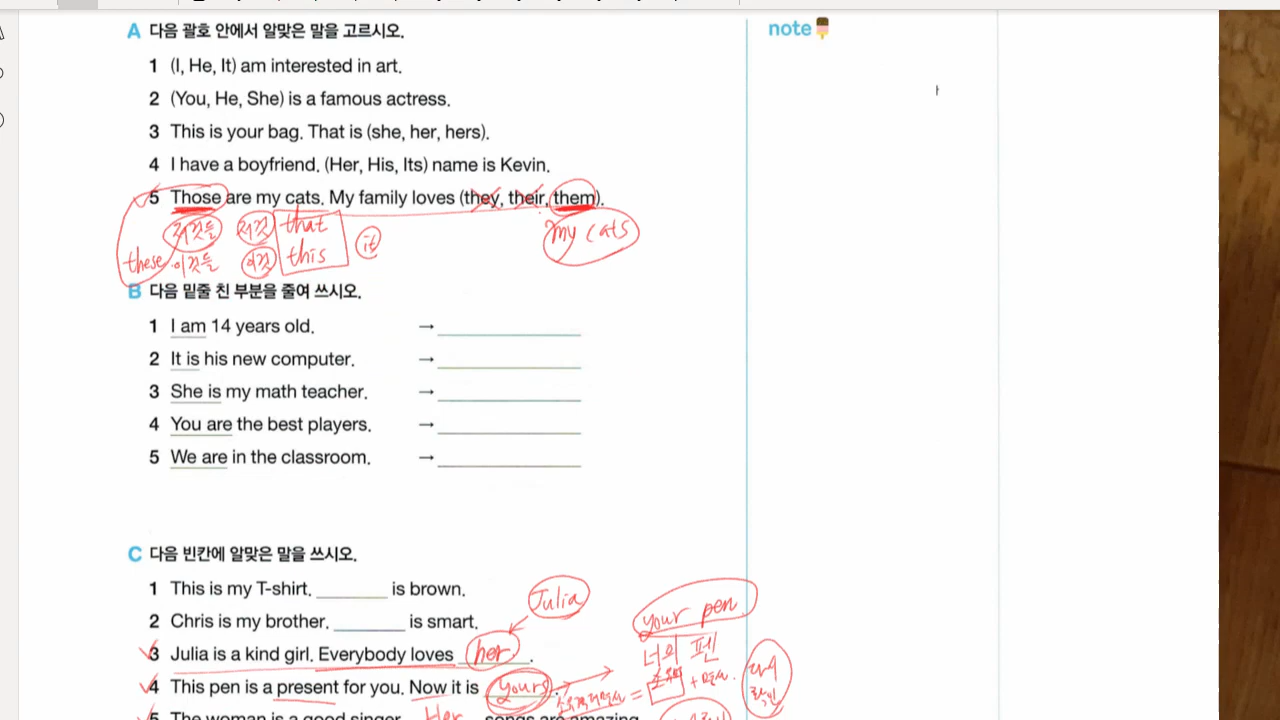 A 다음 괄호 안에서 알맞은 말을 고르시오.
note
1 (I, He, It) am interested in art.
2 (You, He, She) is a famous actress.
3 This is your bag. That is (she, her, hers).
4 I have a boyfriend. (Her, His, Its) name is Kevin.
5 Those are my cats. My family loves (they, their, them).
저것들 저것 that it my cats
these 이것들 이것 this
B 다음 밑줄 친 부분을 줄여 쓰시오.
1 I am 14 years old. →
2 It is his new computer. →
3 She is my math teacher. →
4 You are the best players. →
5 We are in the classroom. →
C 다음 빈칸에 알맞은 말을 쓰시오.
1 This is my T-shirt. is brown.
Julia
your pen
2 Chris is my brother. is smart.
너의 펜
3 Julia is a kind girl. Everybody loves her.
4 This pen is a present for you. Now it is yours.
5 The woman is a good singer. Her songs are amazing.